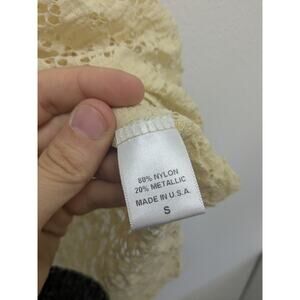 80% NYLON
20% METALLIC
MADE IN U.S.A.
S